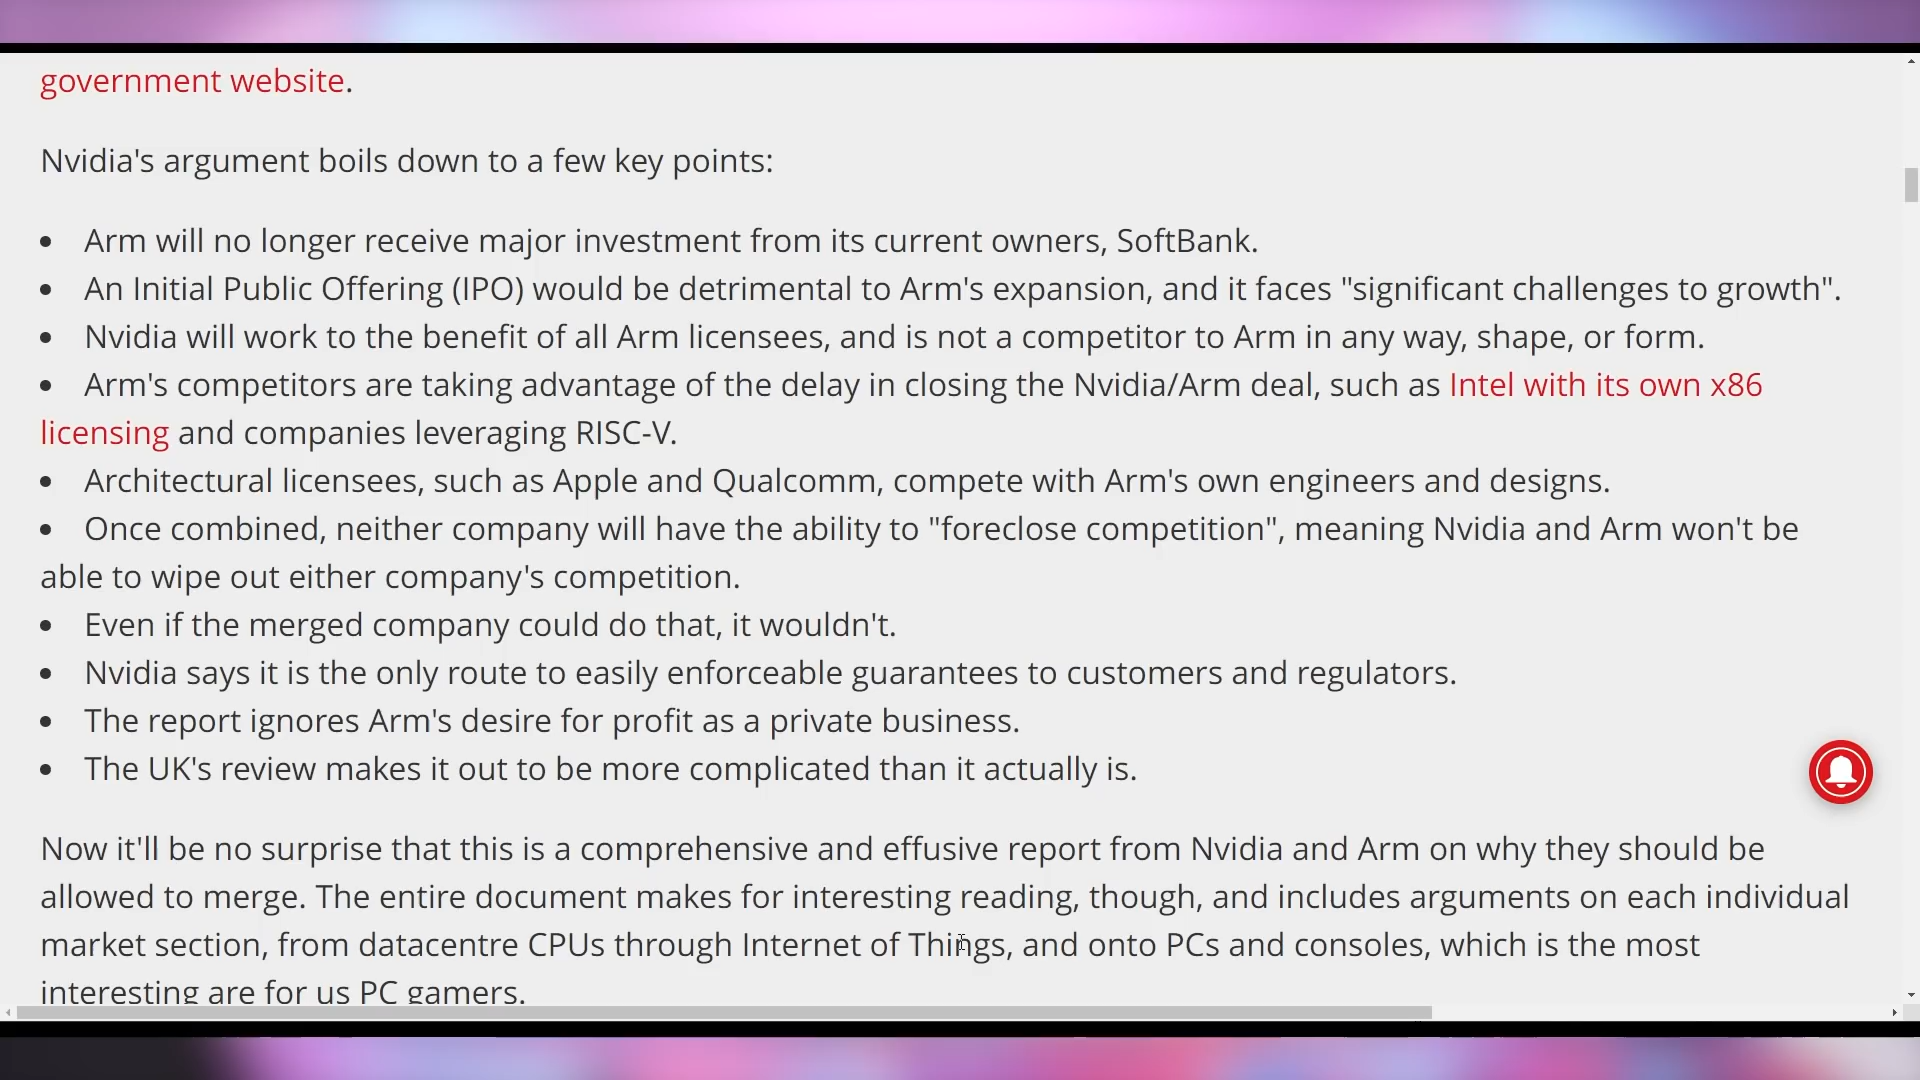 government website.
Nvidia's argument boils down to a few key points:
• Arm will no longer receive major investment from its current owners, SoftBank.
• An Initial Public Offering (IPO) would be detrimental to Arm's expansion, and it faces "significant challenges to growth".
• Nvidia will work to the benefit of all Arm licensees, and is not a competitor to Arm in any way, shape, or form.
• Arm's competitors are taking advantage of the delay in closing the Nvidia/Arm deal, such as Intel with its own x86
licensing and companies leveraging RISC-V.
• Architectural licensees, such as Apple and Qualcomm, compete with Arm's own engineers and designs.
• Once combined, neither company will have the ability to "foreclose competition", meaning Nvidia and Arm won't be
able to wipe out either company's competition.
• Even if the merged company could do that, it wouldn't.
• Nvidia says it is the only route to easily enforceable guarantees to customers and regulators.
• The report ignores Arm's desire for profit as a private business.
• The UK's review makes it out to be more complicated than it actually is.
Now it'll be no surprise that this is a comprehensive and effusive report from Nvidia and Arm on why they should be
allowed to merge. The entire document makes for interesting reading, though, and includes arguments on each individual
market section, from datacentre CPUs through Internet of Things, and onto PCs and consoles, which is the most
interesting are for us PC gamers.